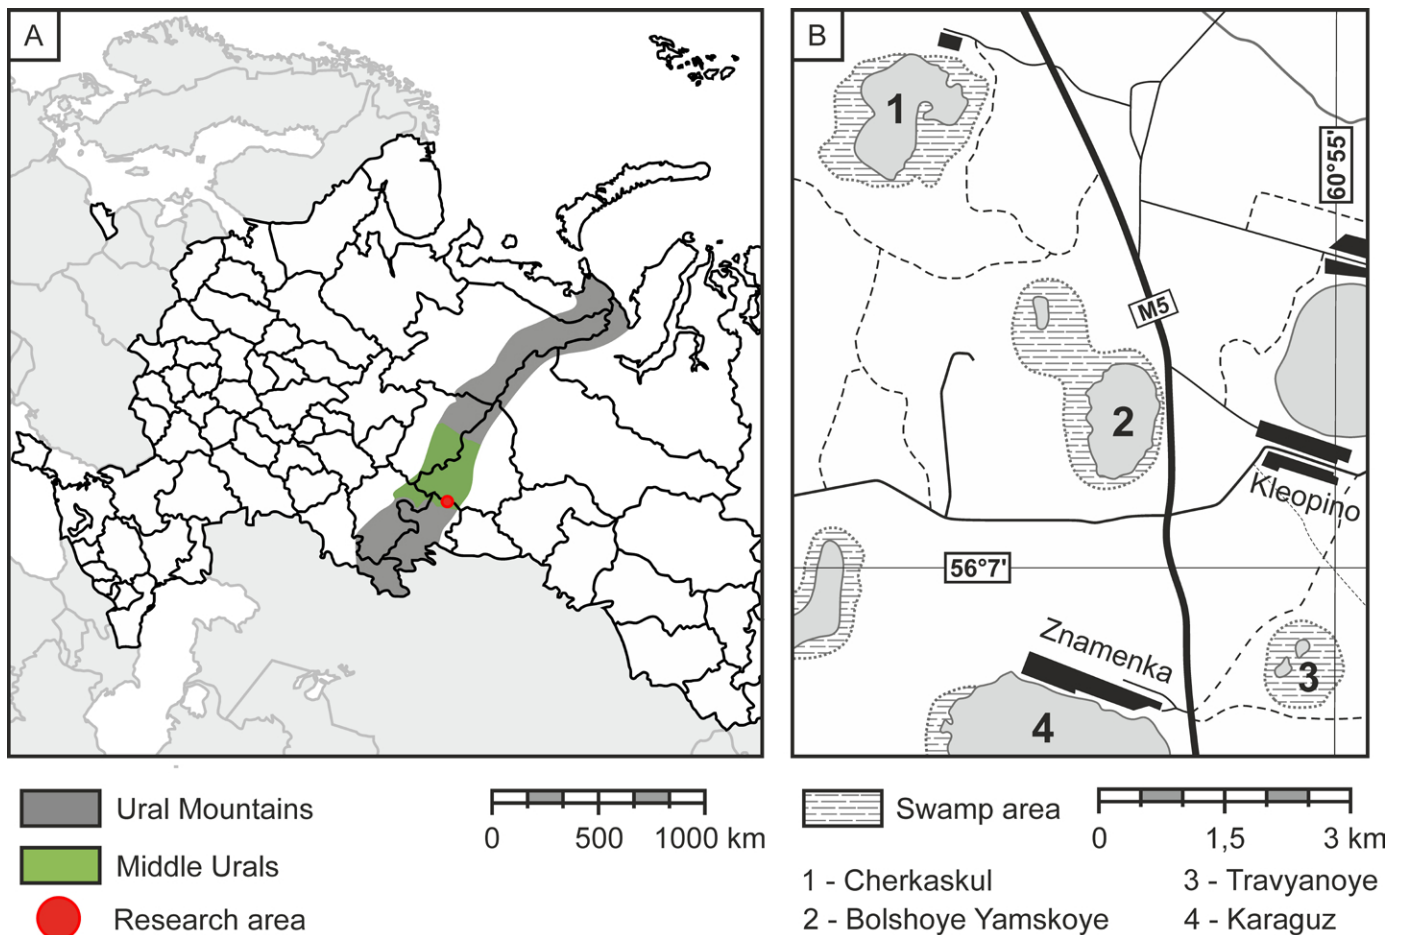 A
B
1
60°55'
M5
2
Kleopino
56°7'
Znamenka
3
4
Ural Mountains
0 500 1000 km
Middle Urals
Research area
Swamp area
0 1,5 3 km
1 - Cherkaskul
3 - Travyanoye
2 - Bolshoye Yamskoye
4 - Karaguz